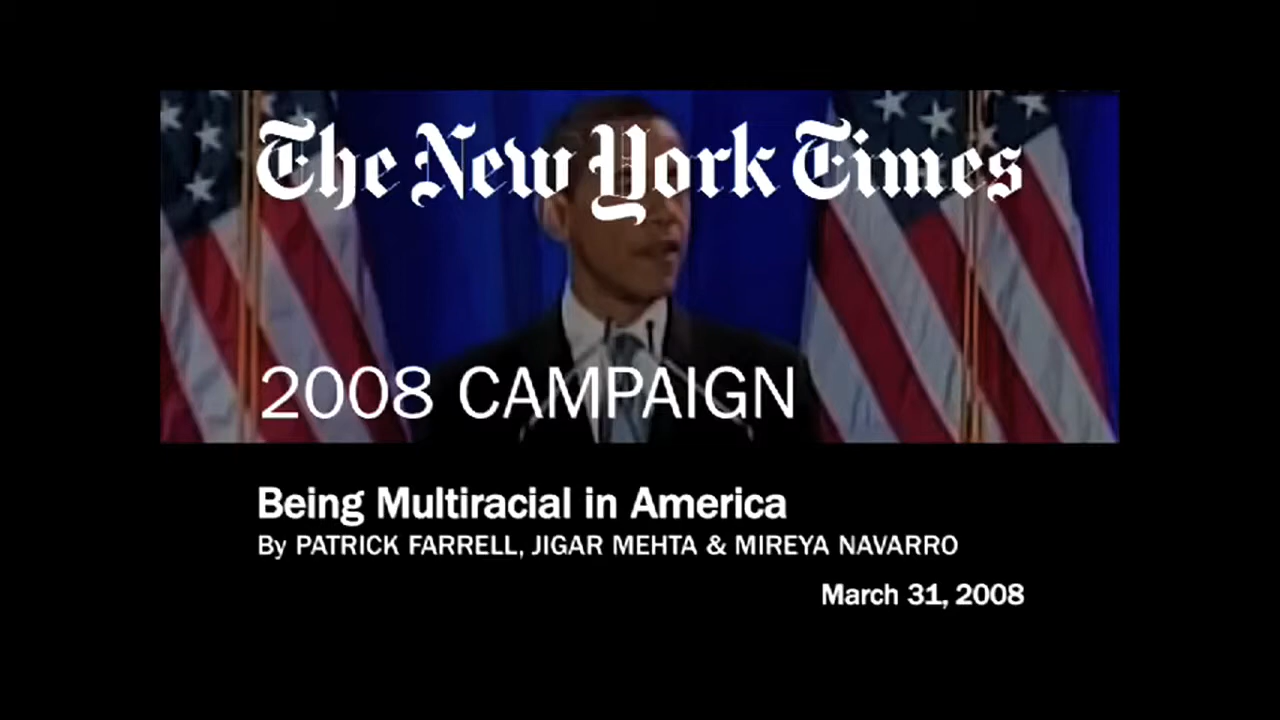 The New York Times
2008 CAMPAIGN
Being Multiracial in America
By PATRICK FARRELL, JIGAR MEHTA & MIREYA NAVARRO
March 31, 2008